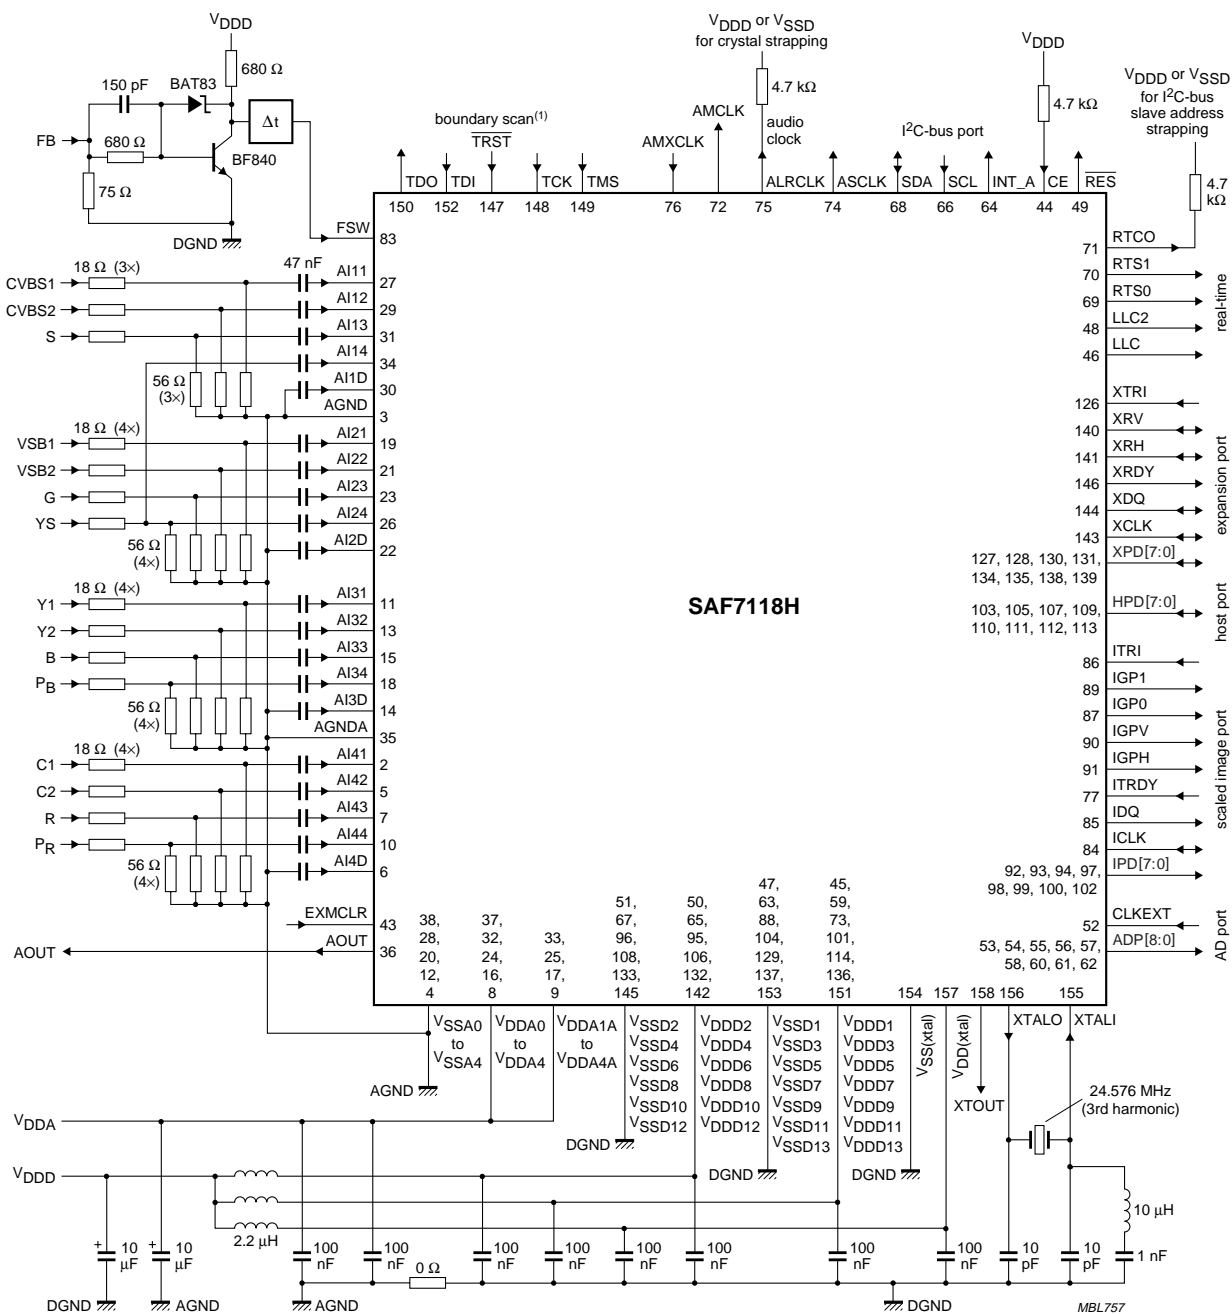 VDDD
680 Ω
150 pF
BAT83
Δt
FB
680 Ω
BF840
75 Ω
DGND
VDDD or VSSD
for crystal strapping
4.7 kΩ
audio
clock
AMCLK
AMXCLK
boundary scan(1)
TRST
TDO
TDI
TCK
TMS
150
152
147
148
149
76
72
75
74
68
66
64
44
49
ALRCLK
ASCLK
SDA
SCL
INT_A
CE
RES
I2C-bus port
VDDD
4.7 kΩ
VDDD or VSSD
for I2C-bus
slave address
strapping
4.7
kΩ
FSW
83
CVBS1
18 Ω (3×)
47 nF
AI11
27
CVBS2
AI12
29
S
AI13
31
AI14
34
56 Ω
(3×)
AI1D
30
AGND
3
VSB1
18 Ω (4×)
AI21
19
VSB2
AI22
21
G
AI23
23
YS
AI24
26
56 Ω
(4×)
AI2D
22
Y1
18 Ω (4×)
AI31
11
Y2
AI32
13
B
AI33
15
PB
AI34
18
56 Ω
(4×)
AI3D
14
AGNDA
35
C1
18 Ω (4×)
AI41
2
C2
AI42
5
R
AI43
7
PR
AI44
10
56 Ω
(4×)
AI4D
6
EXMCLR
43
AOUT
AOUT
36
SAF7118H
71
RTCO
70
RTS1
69
RTS0
48
LLC2
46
LLC
real-time
126
XTRI
140
XRV
141
XRH
146
XRDY
144
XDQ
143
XCLK
127, 128, 130, 131,
134, 135, 138, 139
XPD[7:0]
expansion port
103, 105, 107, 109,
110, 111, 112, 113
HPD[7:0]
host port
86
ITRI
89
IGP1
87
IGP0
90
IGPV
91
IGPH
77
ITRDY
85
IDQ
84
ICLK
92, 93, 94, 97,
98, 99, 100, 102
IPD[7:0]
scaled image port
52
CLKEXT
53, 54, 55, 56, 57,
58, 60, 61, 62
ADP[8:0]
AD port
38,
28,
20,
12,
4
37,
32,
24,
16,
8
33,
25,
17,
9
51,
67,
96,
108,
133,
145
50,
65,
95,
106,
132,
142
47,
63,
88,
104,
129,
137,
153
45,
59,
73,
101,
114,
136,
151
154
157
158
156
155
VSSA0
to
VSSA4
VDDA0
to
VDDA4
VDDA1A
to
VDDA4A
VSSD2
VSSD4
VSSD6
VSSD8
VSSD10
VSSD12
VDDD2
VDDD4
VDDD6
VDDD8
VDDD10
VDDD12
VSSD1
VSSD3
VSSD5
VSSD7
VSSD9
VSSD11
VSSD13
VDDD1
VDDD3
VDDD5
VDDD7
VDDD9
VDDD11
VDDD13
VSS(xtal)
VDD(xtal)
XTOUT
XTALO
XTALI
24.576 MHz
(3rd harmonic)
AGND
DGND
DGND
DGND
VDDA
VDDD
2.2 μH
10 μH
+
10
μF
+
10
μF
100
nF
100
nF
100
nF
100
nF
100
nF
100
nF
100
nF
10
pF
10
pF
1 nF
0 Ω
DGND
AGND
AGND
DGND
MBL757